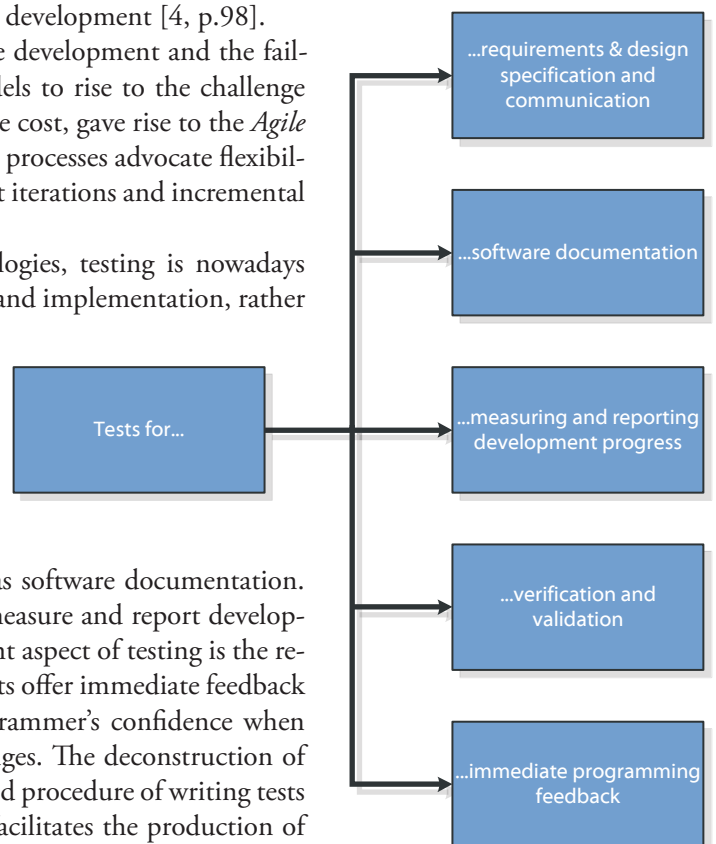 development [4, p.98].
e development and the fail-
lels to rise to the challenge
e cost, gave rise to the Agile
processes advocate flexibil-
t iterations and incremental
logies, testing is nowadays
and implementation, rather
as software documentation.
measure and report develop-
nt aspect of testing is the re-
ts offer immediate feedback
grammer's confidence when
nges. The deconstruction of
d procedure of writing tests
acilitates the production of
Tests for...
...requirements & design
specification and
communication
...software documentation
...measuring and reporting
development progress
...verification and
validation
...immediate programming
feedback